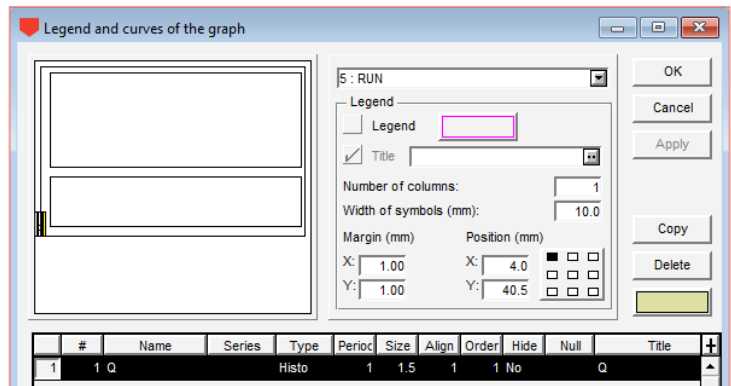 Legend and curves of the graph
5 : RUN
OK
Legend
Legend
Cancel
Title
Apply
Number of columns: 1
Width of symbols (mm): 10.0
Margin (mm) Position (mm)
Copy
X: 1.00 X: 4.0
Delete
Y: 1.00 Y: 40.5
# Name Series Type Perioc Size Align Order Hide Null Title +
1 1 Q Histo 1 1.5 1 1 No Q